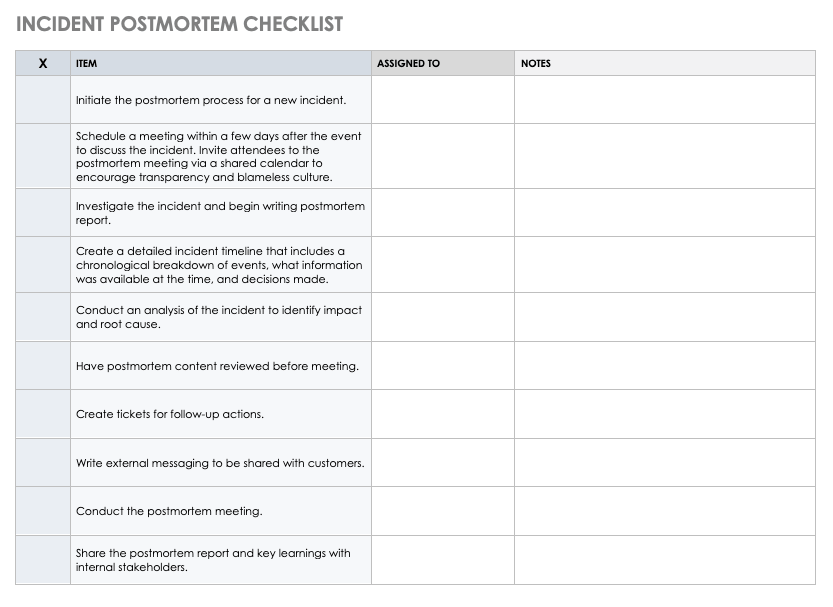 INCIDENT POSTMORTEM CHECKLIST
X ITEM ASSIGNED TO NOTES
Initiate the postmortem process for a new incident.
Schedule a meeting within a few days after the event
to discuss the incident. Invite attendees to the
postmortem meeting via a shared calendar to
encourage transparency and blameless culture.
Investigate the incident and begin writing postmortem
report.
Create a detailed incident timeline that includes a
chronological breakdown of events, what information
was available at the time, and decisions made.
Conduct an analysis of the incident to identify impact
and root cause.
Have postmortem content reviewed before meeting.
Create tickets for follow-up actions.
Write external messaging to be shared with customers.
Conduct the postmortem meeting.
Share the postmortem report and key learnings with
internal stakeholders.